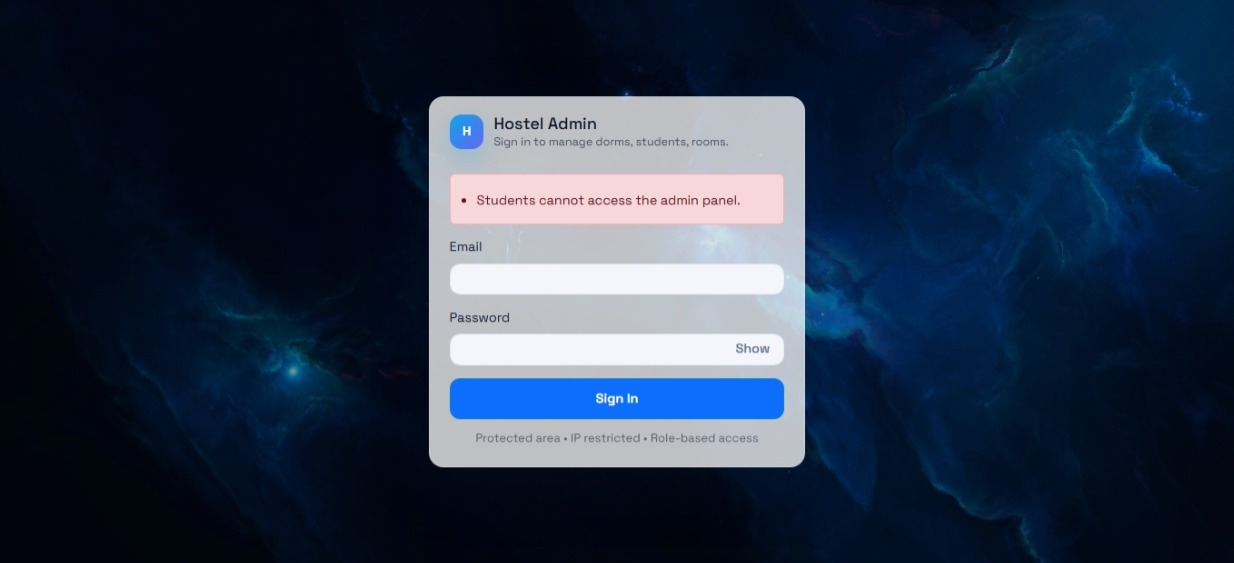 H
Hostel Admin
Sign in to manage dorms, students, rooms.
• Students cannot access the admin panel.
Email
Password
Show
Sign In
Protected area • IP restricted • Role-based access